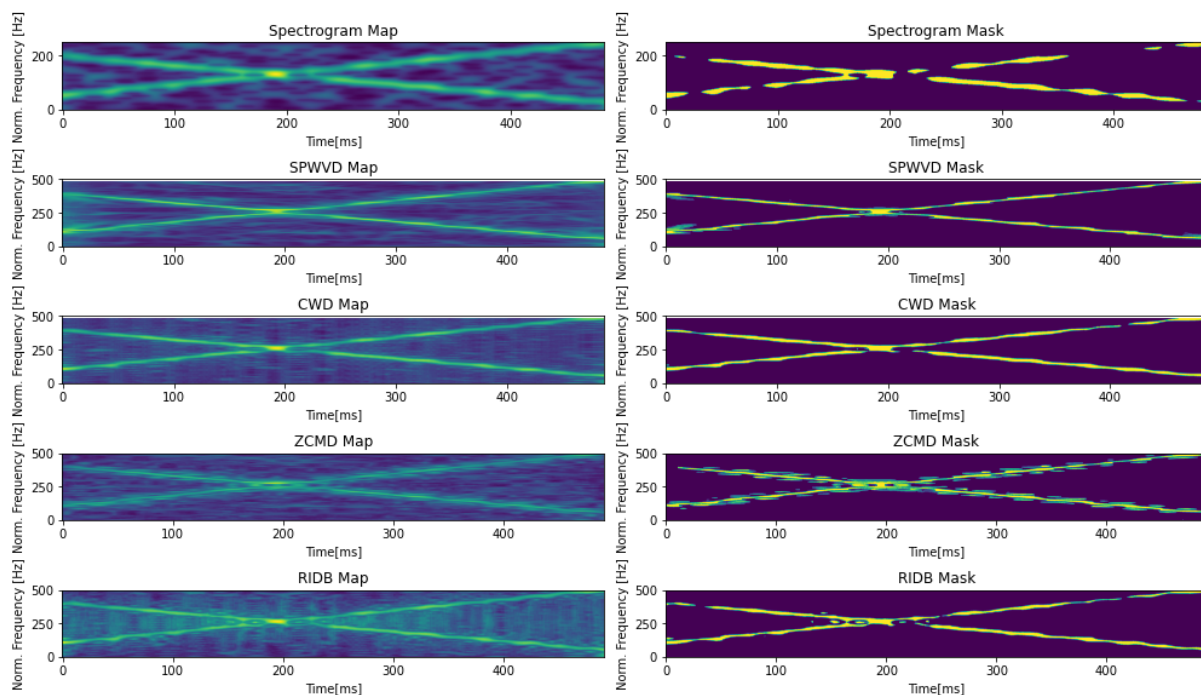 Spectrogram Map
Norm. Frequency [Hz]
200
0
0 100 200 300 400
Time[ms]
Spectrogram Mask
Norm. Frequency [Hz]
200
0
0 100 200 300 400
Time[ms]
SPWVD Map
Norm. Frequency [Hz]
500
250
0
0 100 200 300 400
Time[ms]
SPWVD Mask
Norm. Frequency [Hz]
500
250
0
0 100 200 300 400
Time[ms]
CWD Map
Norm. Frequency [Hz]
500
250
0
0 100 200 300 400
Time[ms]
CWD Mask
Norm. Frequency [Hz]
500
250
0
0 100 200 300 400
Time[ms]
ZCMD Map
Norm. Frequency [Hz]
500
250
0
0 100 200 300 400
Time[ms]
ZCMD Mask
Norm. Frequency [Hz]
500
250
0
0 100 200 300 400
Time[ms]
RIDB Map
Norm. Frequency [Hz]
500
250
0
0 100 200 300 400
Time[ms]
RIDB Mask
Norm. Frequency [Hz]
500
250
0
0 100 200 300 400
Time[ms]